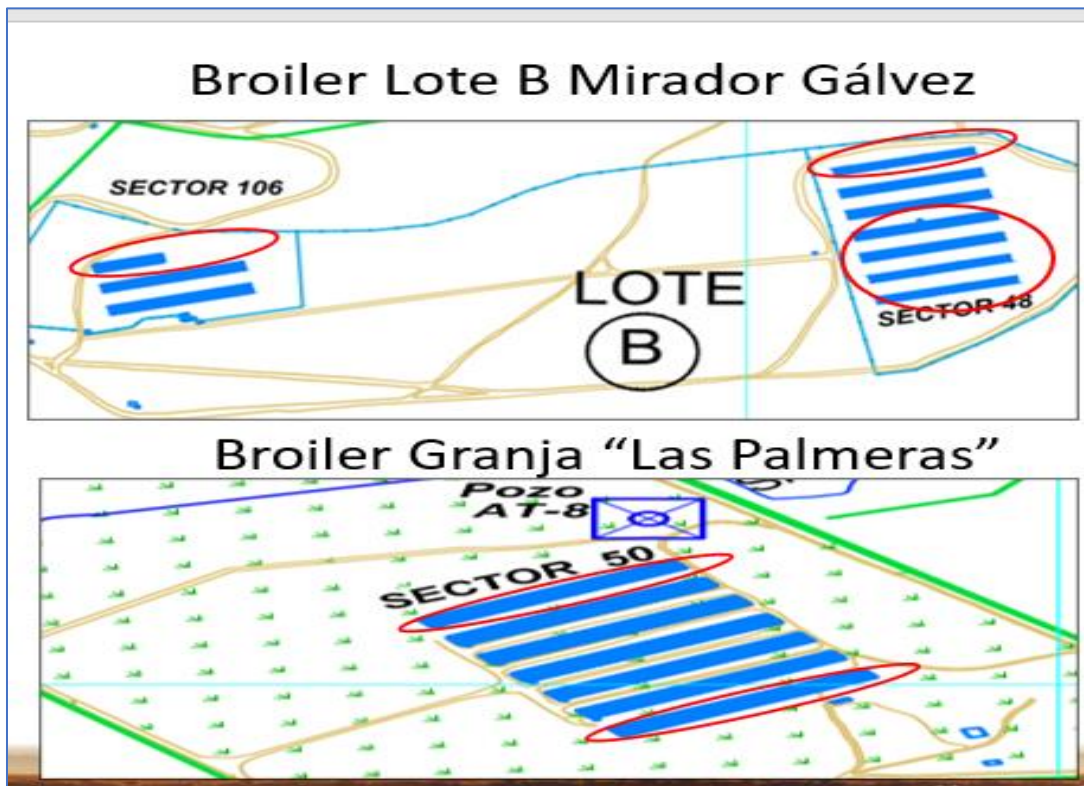 Broiler Lote B Mirador Gálvez
SECTOR 106
LOTE
B
SECTOR 48
Broiler Granja “Las Palmeras”
Pozo
AT-8
SECTOR 50